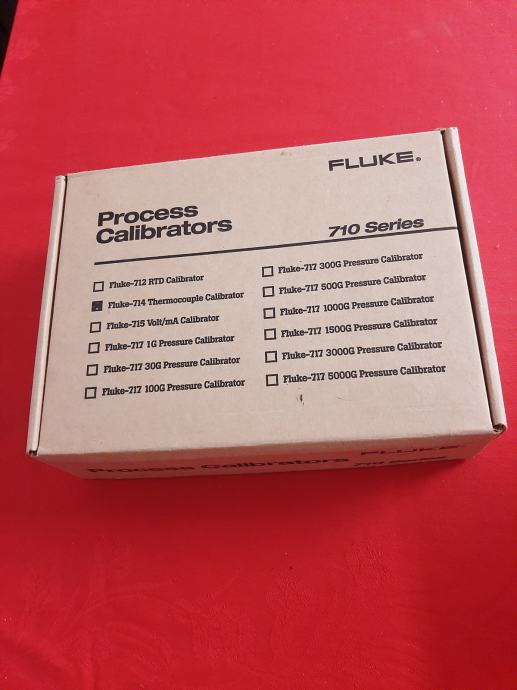 FLUKE®
Process
Calibrators
710 Series
Fluke-712 RTD Calibrator
Fluke-714 Thermocouple Calibrator
Fluke-715 Volt/mA Calibrator
Fluke-717 1G Pressure Calibrator
Fluke-717 30G Pressure Calibrator
Fluke-717 100G Pressure Calibrator
Fluke-717 300G Pressure Calibrator
Fluke-717 500G Pressure Calibrator
Fluke-717 1000G Pressure Calibrator
Fluke-717 1500G Pressure Calibrator
Fluke-717 3000G Pressure Calibrator
Fluke-717 5000G Pressure Calibrator
Process Calibrators
FLUKE®
710 Series